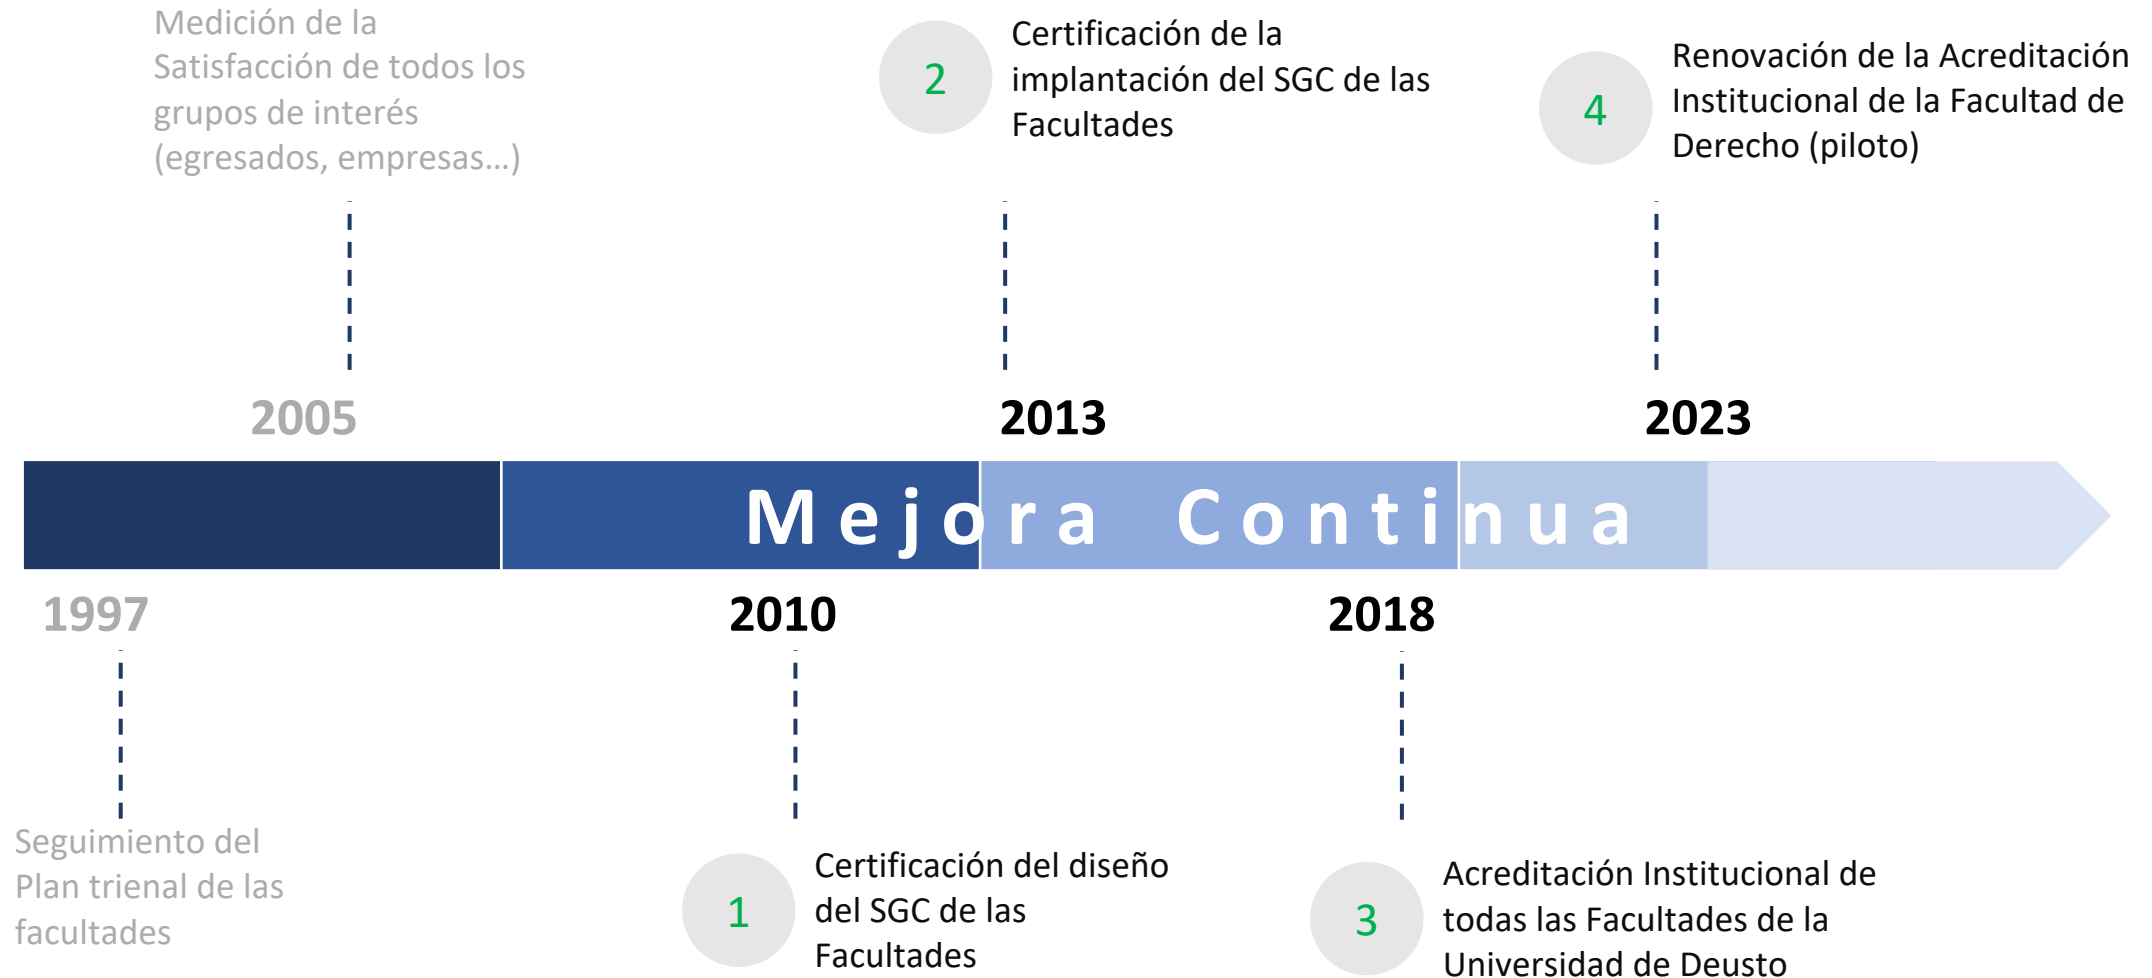 Medición de la
Satisfacción de todos los
grupos de interés
(egresados, empresas…)
2
Certificación de la
implantación del SGC de las
Facultades
4
Renovación de la Acreditación
Institucional de la Facultad de
Derecho (piloto)
2005
2013
2023
Mejora Continua
1997
2010
2018
Seguimiento del
Plan trienal de las
facultades
1
Certificación del diseño
del SGC de las
Facultades
3
Acreditación Institucional de
todas las Facultades de la
Universidad de Deusto